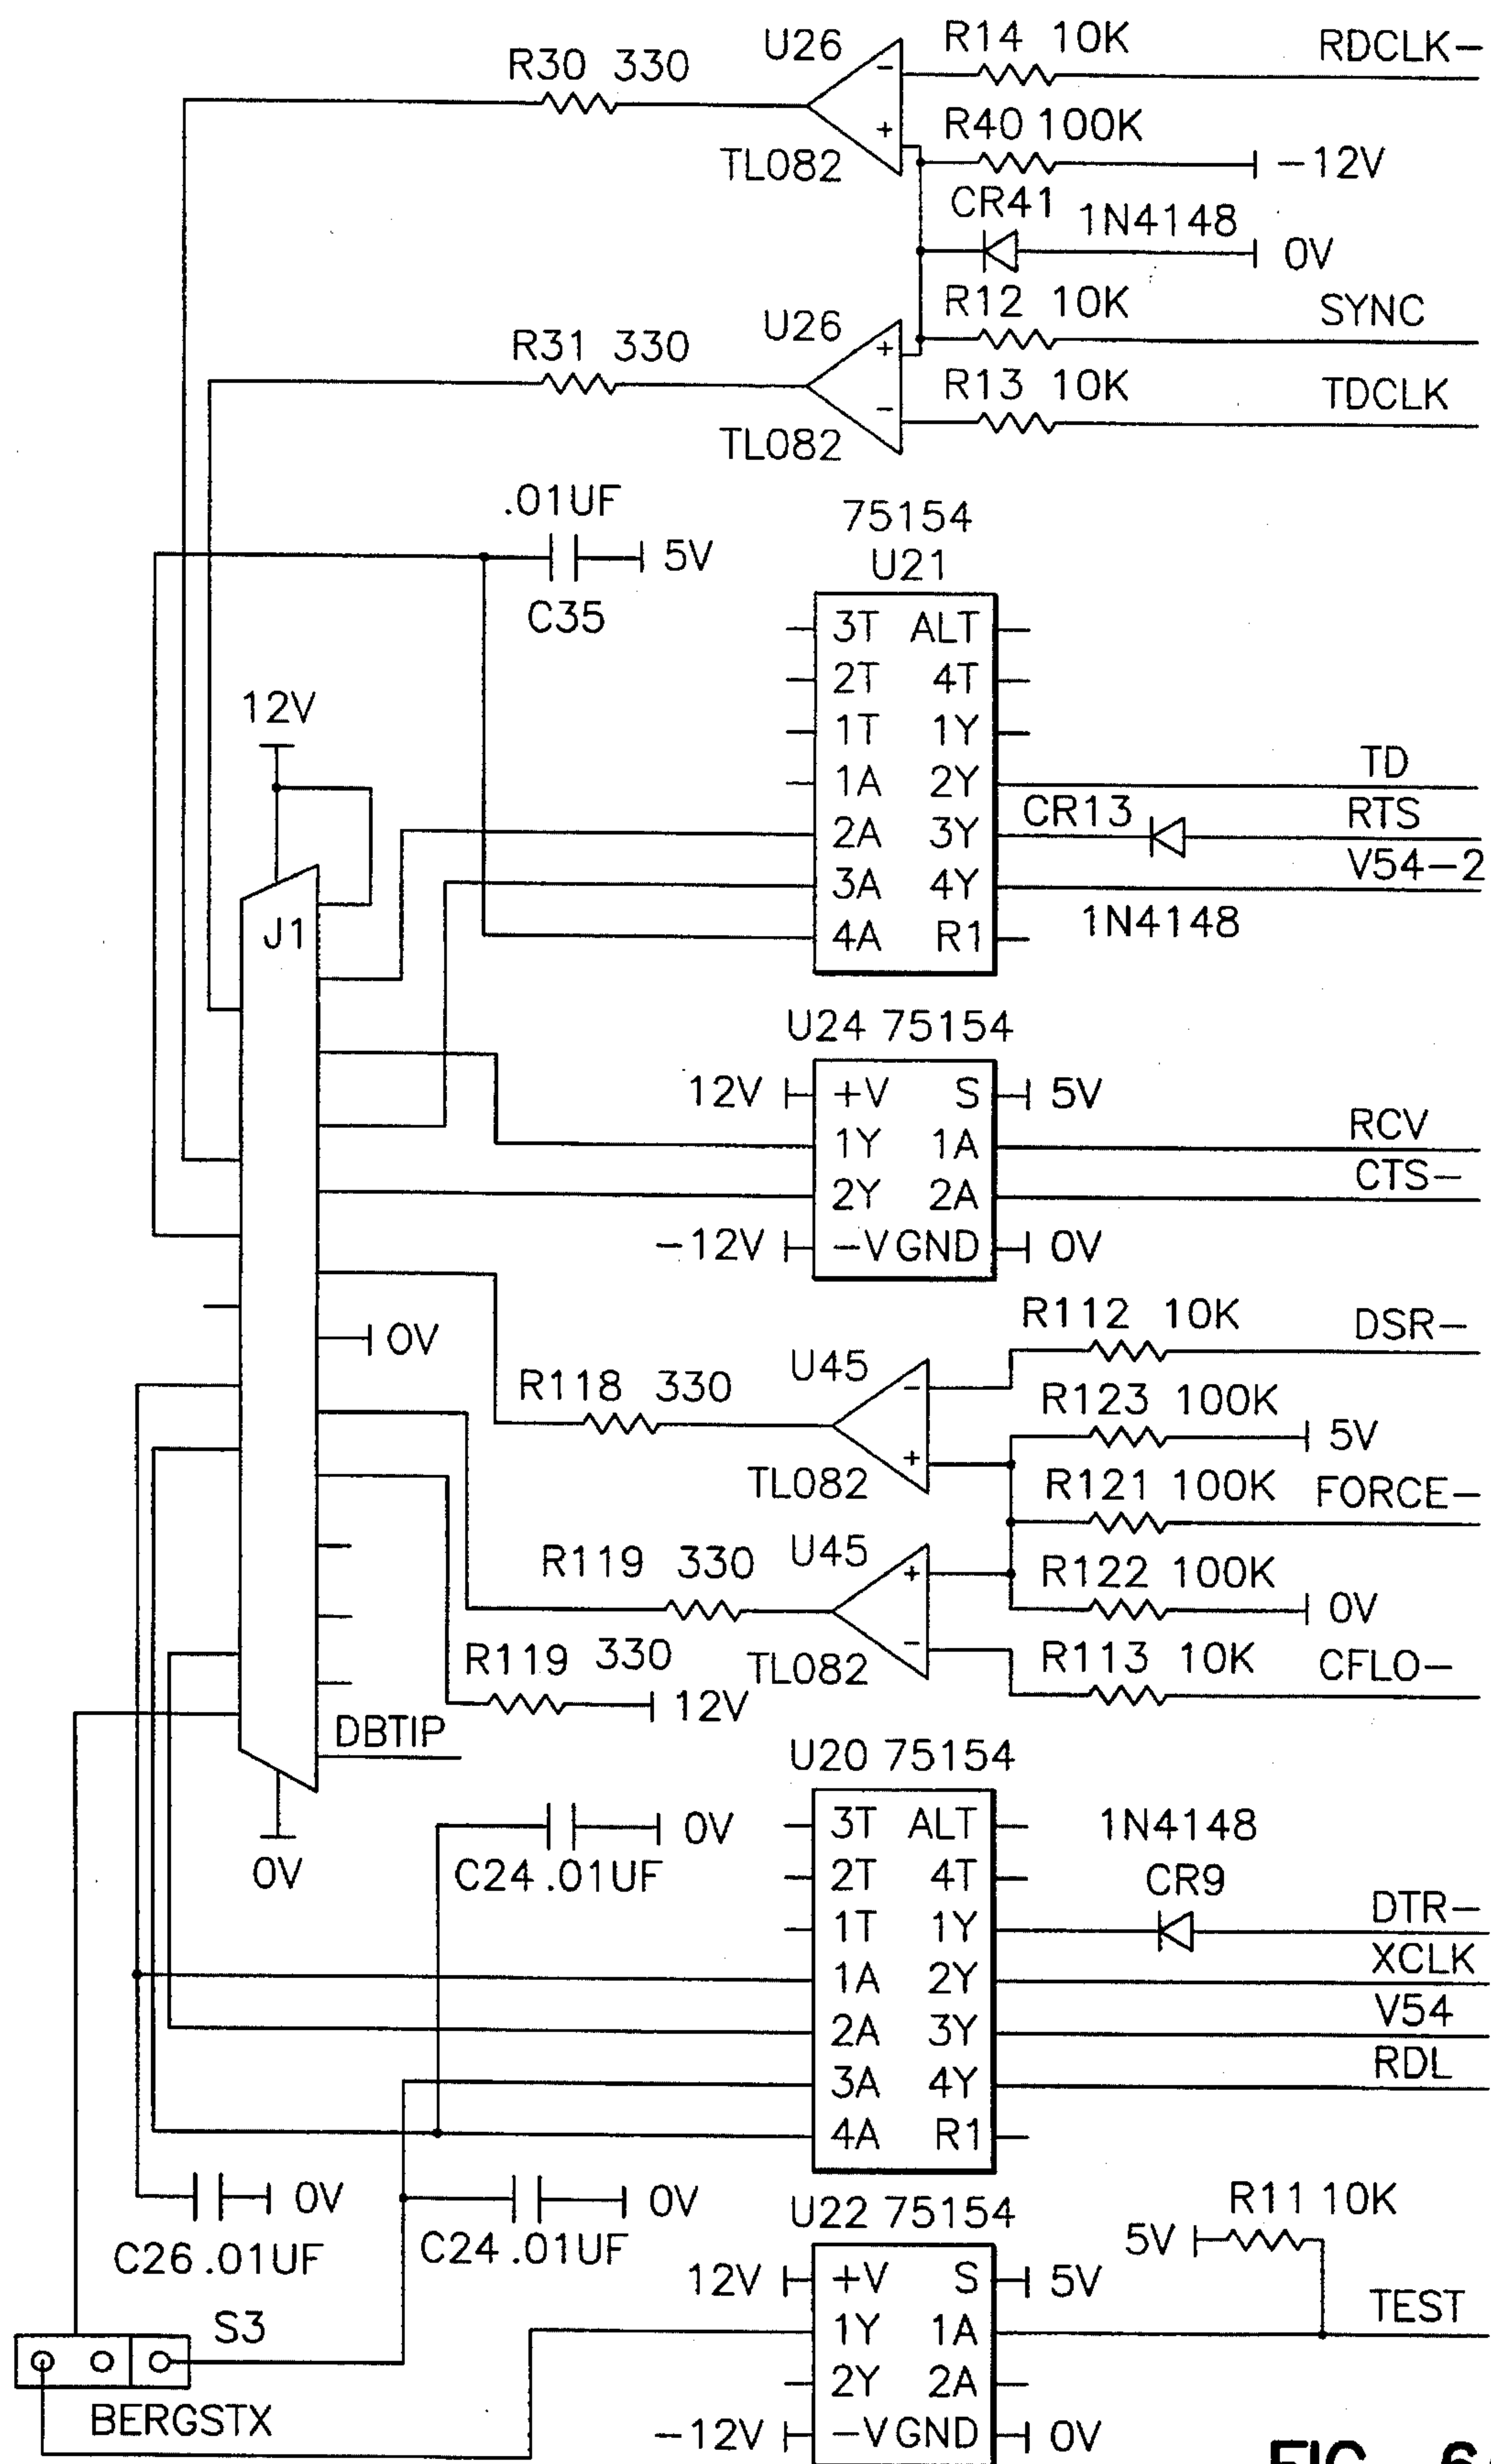 U26 R14 10K RDCLK-
R30 330
-
+
R40 100K
TL082 -12V
CR41 1N4148
0V
R12 10K SYNC
U26
R31 330
+
R13 10K TDCLK
-
TL082
.01UF
75154
5V U21
C35
3T ALT
2T 4T
12V
1T 1Y
TD
1A 2Y
CR13 RTS
2A 3Y
V54-2
3A 4Y
1N4148
J1 4A R1
U24 75154
12V +V S 5V
RCV
1Y 1A
CTS-
2Y 2A
-12V -V GND 0V
R112 10K DSR-
0V
U45
R118 330 -
R123 100K
5V
+
TL082 R121 100K FORCE-
U45
R119 330
+ R122 100K
0V
R119 330 -
TL082 R113 10K CFLO-
12V
DBTIP
U20 75154
3T ALT 1N4148
0V
0V C24 .01UF 2T 4T CR9
DTR-
1T 1Y
XCLK
1A 2Y
V54
2A 3Y
RDL
3A 4Y
4A R1
0V 0V
R11 10K
U22 75154
C26 .01UF C24 .01UF 5V
12V +V S 5V
TEST
S3 1Y 1A
2Y 2A
BERGSTX
-12V -V GND 0V